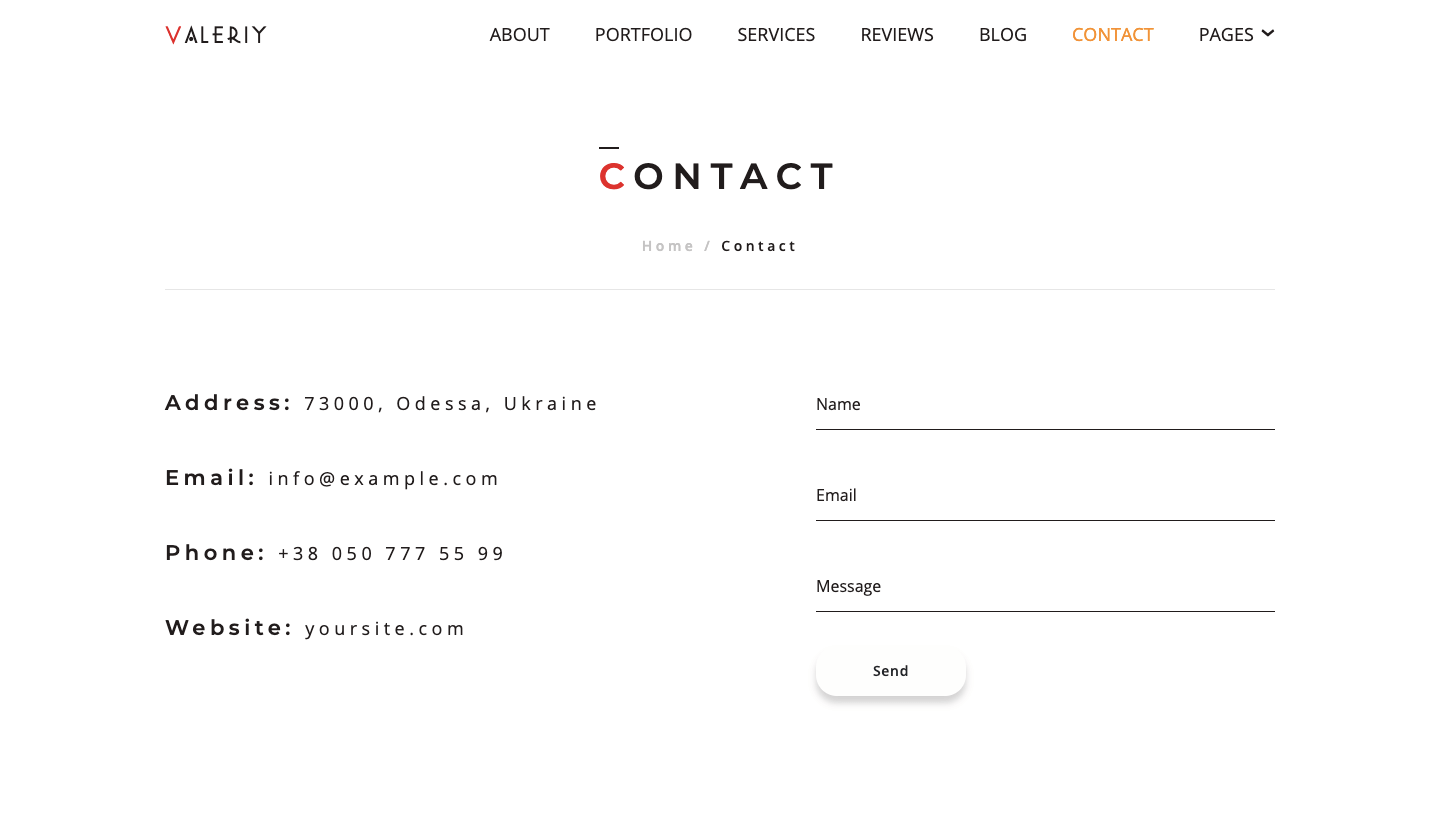 VALERIY ABOUT PORTFOLIO SERVICES REVIEWS BLOG CONTACT PAGES
CONTACT
Home / Contact
Address: 73000, Odessa, Ukraine
Email: info@example.com
Phone: +38 050 777 55 99
Website: yoursite.com
Name
Email
Message
Send